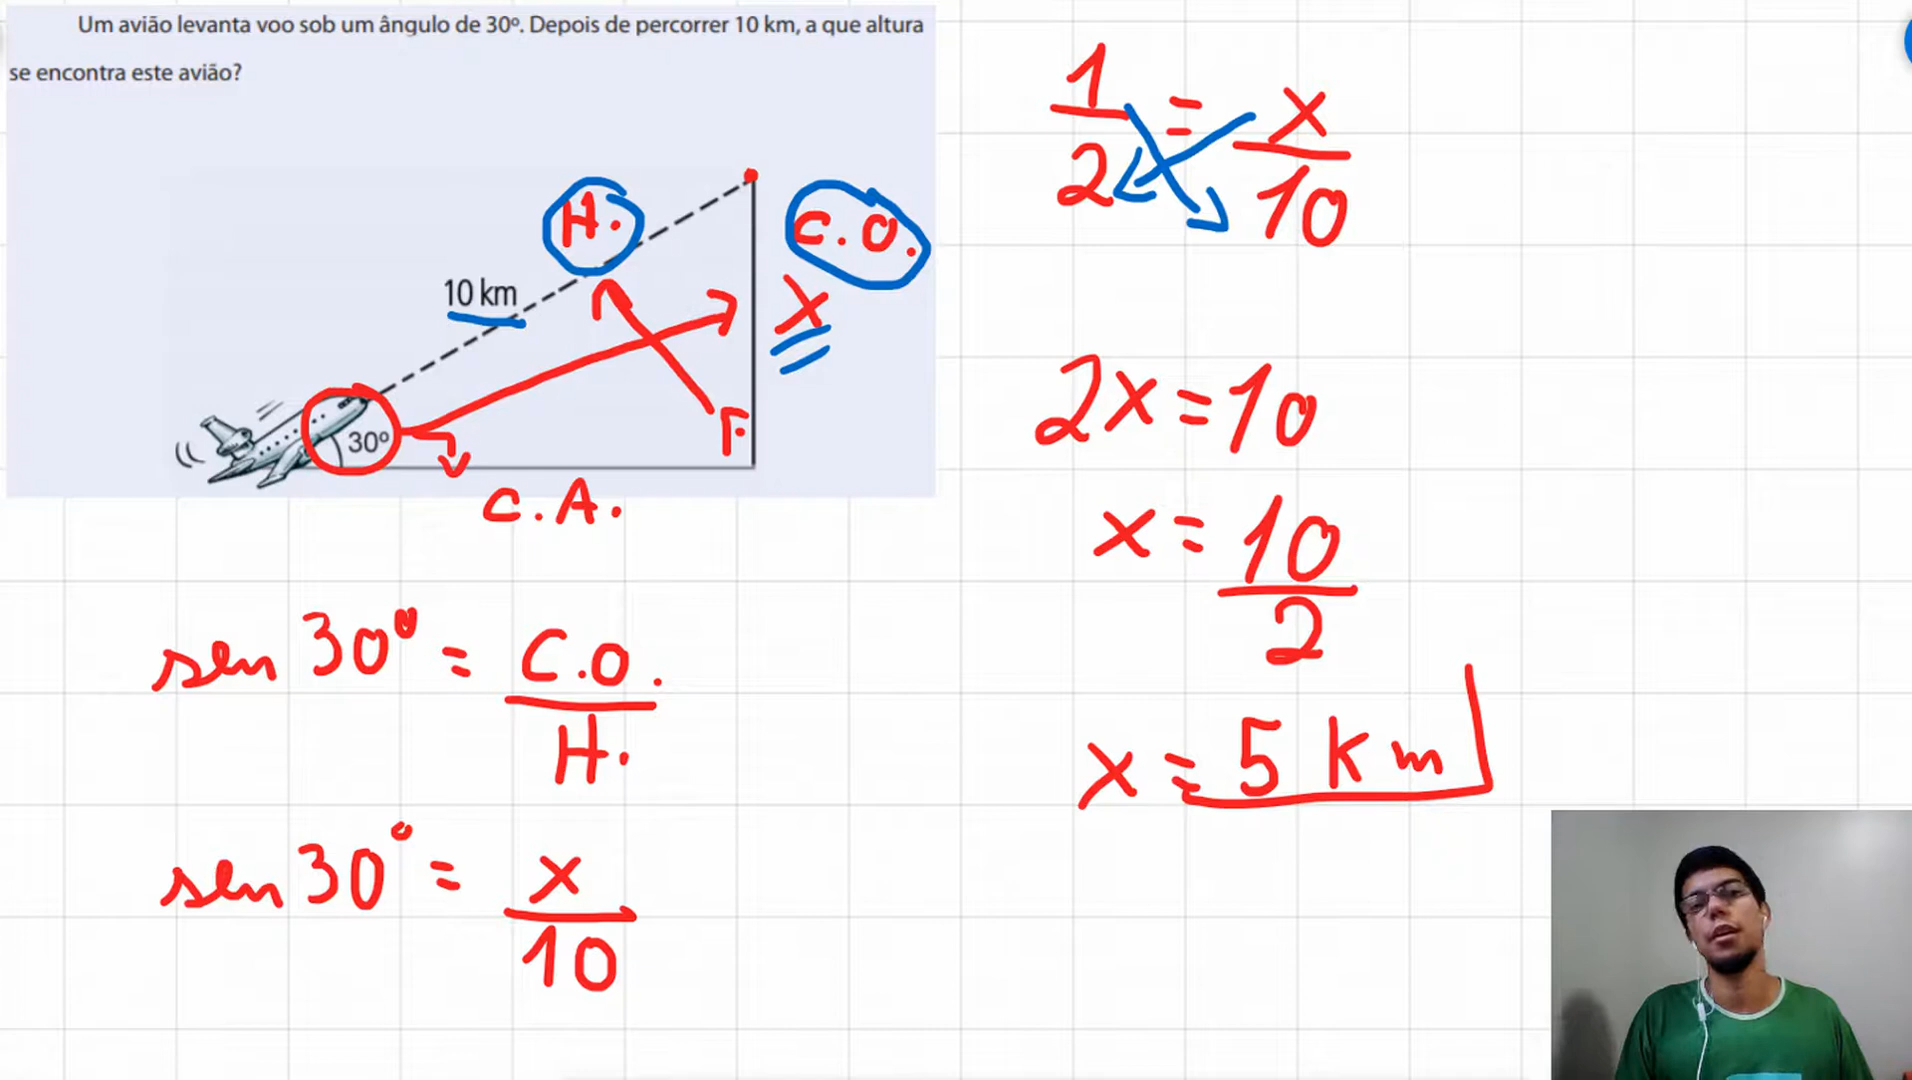 Um avião levanta voo sob um ângulo de 30º. Depois de percorrer 10 km, a que altura
se encontra este avião?
H.
C.O.
10 km
x
30º
C.A.
sen 30° = C.O.
H.
sen 30° = x
10
1 = x
2 10
2x = 10
x = 10
2
x = 5 km